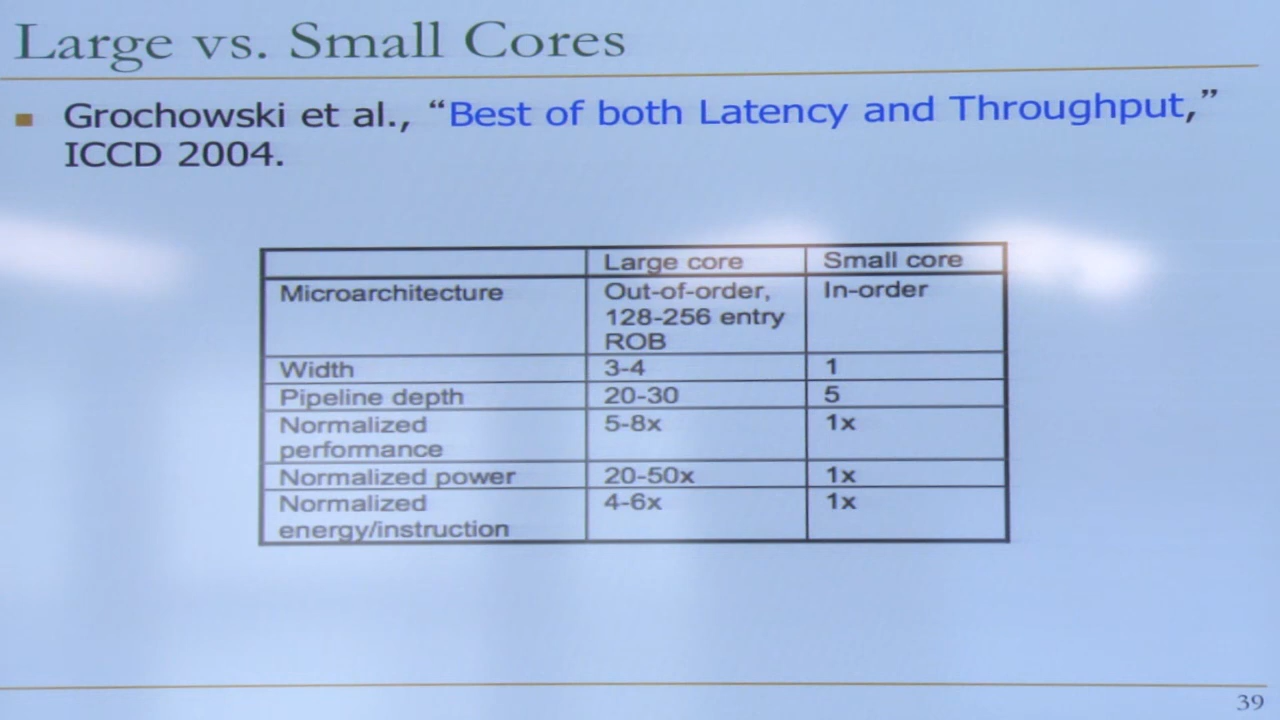 Large vs. Small Cores
Grochowski et al., “Best of both Latency and Throughput,”
ICCD 2004.
Large core Small core
Microarchitecture Out-of-order, In-order
128-256 entry
ROB
Width 3-4 1
Pipeline depth 20-30 5
Normalized 5-8x 1x
performance
Normalized power 20-50x 1x
Normalized 4-6x 1x
energy/instruction
39